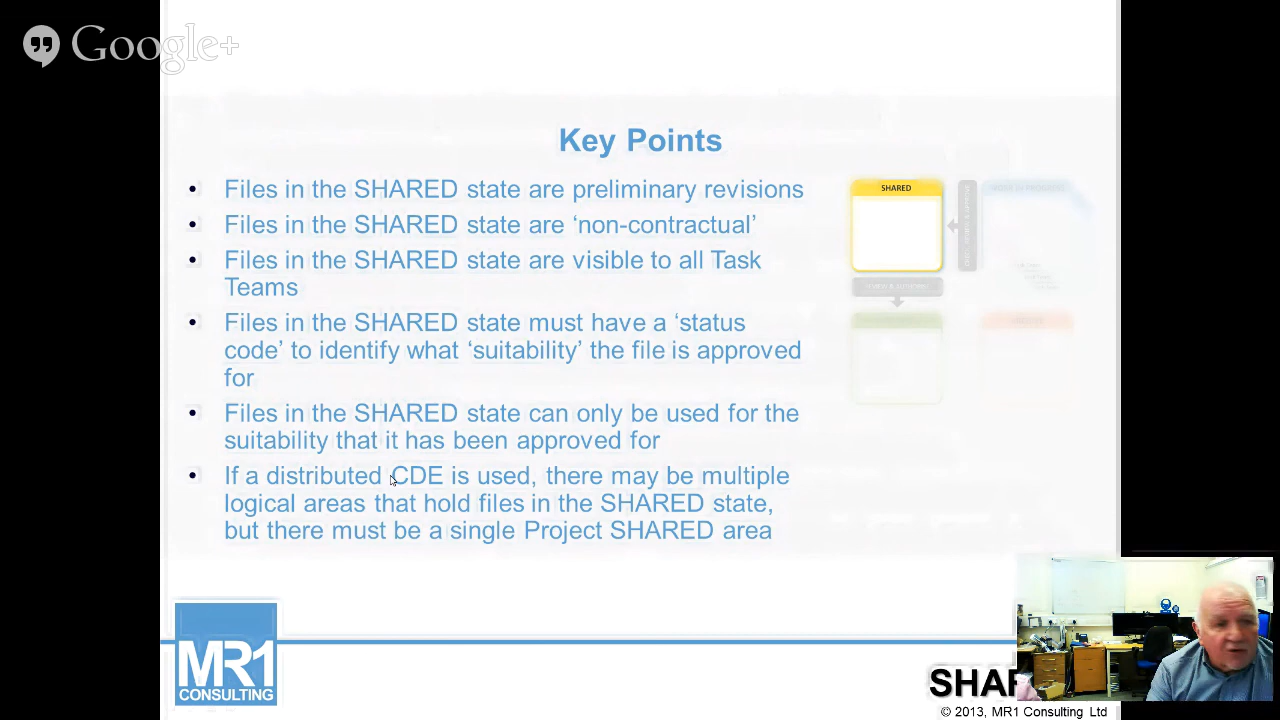 Google+
Key Points
• Files in the SHARED state are preliminary revisions
• Files in the SHARED state are ‘non-contractual’
• Files in the SHARED state are visible to all Task
Teams
• Files in the SHARED state must have a ‘status
code’ to identify what ‘suitability’ the file is approved
for
• Files in the SHARED state can only be used for the
suitability that it has been approved for
• If a distributed CDE is used, there may be multiple
logical areas that hold files in the SHARED state,
but there must be a single Project SHARED area
SHARED
MR1
CONSULTING
SHAR
© 2013, MR1 Consulting Ltd